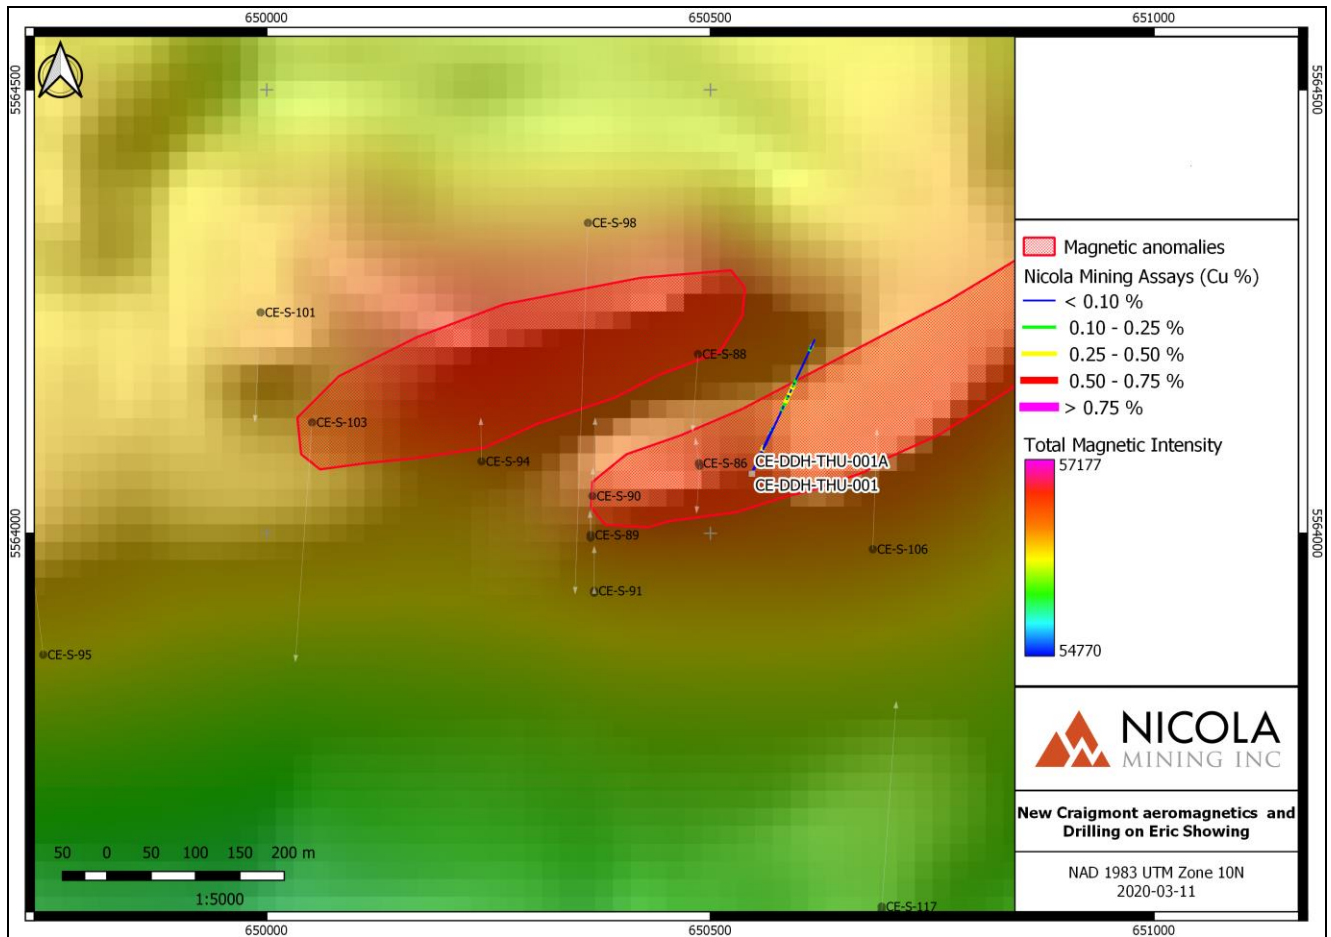 650000
650500
651000
5564500
5564500
CE-S-98
CE-S-101
CE-S-88
CE-S-103
CE-S-94
CE-S-86
CE-DDH-THU-001A
CE-DDH-THU-001
CE-S-90
5564000
5564000
CE-S-89
CE-S-106
CE-S-91
CE-S-95
CE-S-117
50 0 50 100 150 200 m
1:5000
Magnetic anomalies
Nicola Mining Assays (Cu %)
< 0.10 %
0.10 - 0.25 %
0.25 - 0.50 %
0.50 - 0.75 %
> 0.75 %
Total Magnetic Intensity
57177
54770
NICOLA
MINING INC
New Craigmont aeromagnetics and
Drilling on Eric Showing
NAD 1983 UTM Zone 10N
2020-03-11
650000
650500
651000